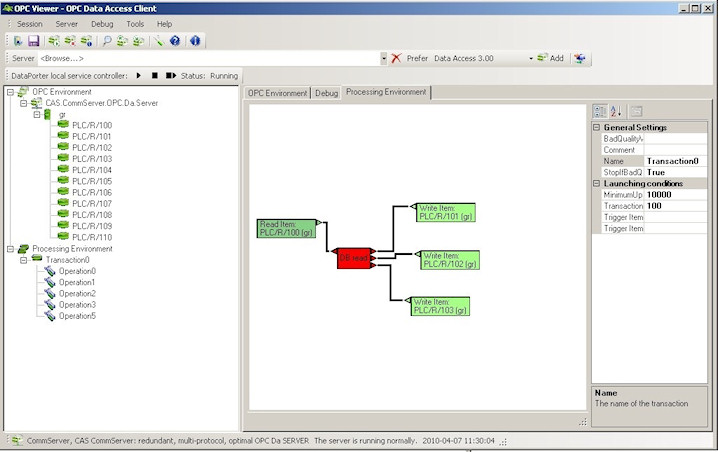 OPC Viewer - OPC Data Access Client
Session Server Debug Tools Help
Server <Browse...> Prefer Data Access 3.00 Add
DataPorter local service controller: Status: Running
OPC Environment
CAS.CommServer.OPC.Da.Server
gr
PLC/R/100
PLC/R/101
PLC/R/102
PLC/R/103
PLC/R/104
PLC/R/105
PLC/R/106
PLC/R/107
PLC/R/108
PLC/R/109
PLC/R/110
Processing Environment
Transaction0
Operation0
Operation1
Operation2
Operation3
Operation5
OPC Environment Debug Processing Environment
Read Item:
PLC/R/100 (gr)
DB read
Write Item:
PLC/R/101 (gr)
Write Item:
PLC/R/102 (gr)
Write Item:
PLC/R/103 (gr)
General Settings
BadQualityV
Comment
Name Transaction0
StopIfBadQ True
Launching conditions
MinimumUp 10000
Transaction 100
Trigger Item
Trigger Item
Name
The name of the transaction
CommServer, CAS CommServer: redundant, multi-protocol, optimal OPC Da SERVER The server is running normally. 2010-04-07 11:30:04